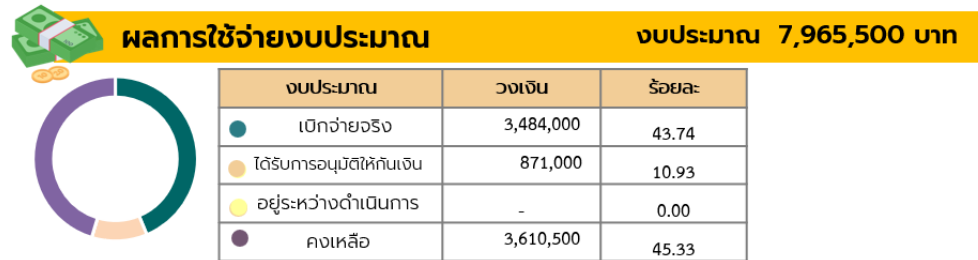 ผลการใช้จ่ายงบประมาณ งบประมาณ 7,965,500 บาท
งบประมาณ วงเงิน ร้อยละ
เบิกจ่ายจริง 3,484,000 43.74
ได้รับการอนุมัติให้กันเงิน 871,000 10.93
อยู่ระหว่างดำเนินการ - 0.00
คงเหลือ 3,610,500 45.33